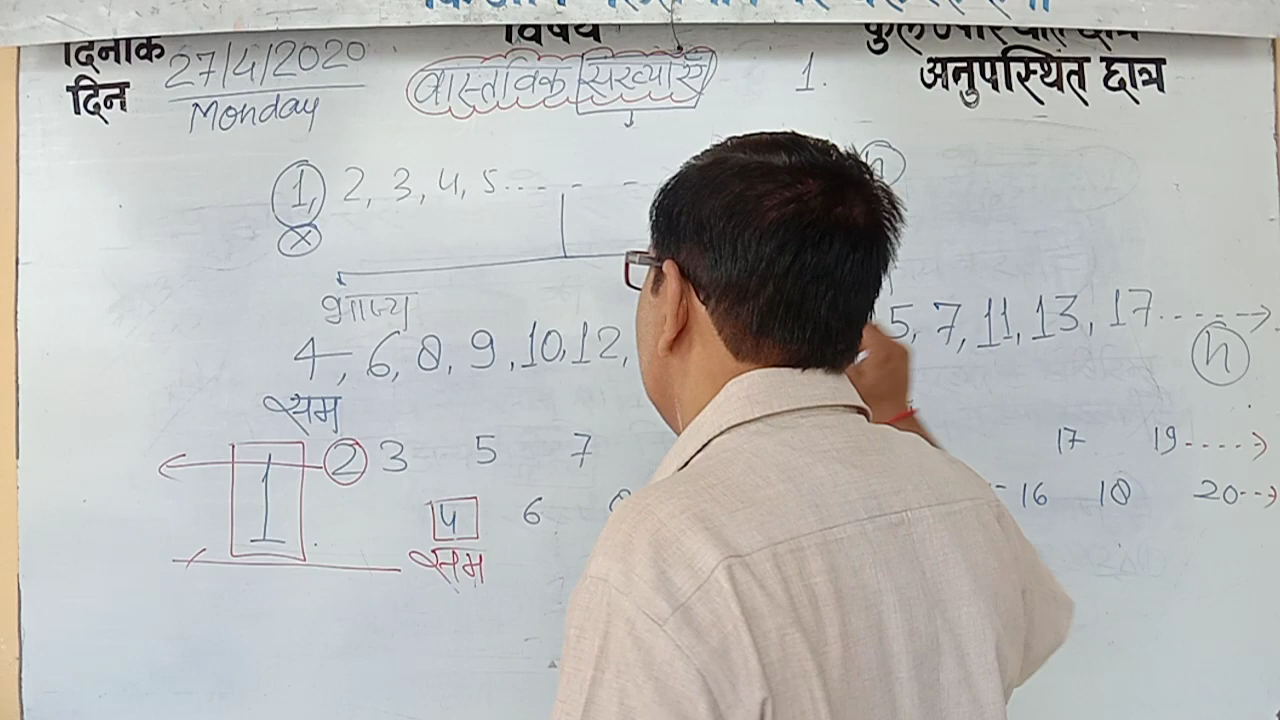 दिनांक 27/4/2020 विषय
दिन Monday वास्तविक संख्याएँ 1. अनुपस्थित छात्र
1, 2, 3, 4, 5... - - - n
×
भाज्य
4, 6, 8, 9, 10, 12, 5, 7, 11, 13, 17......→
n
सम
1 2 3 5 7 17 19....→
4 6 16 18 20--→
सम